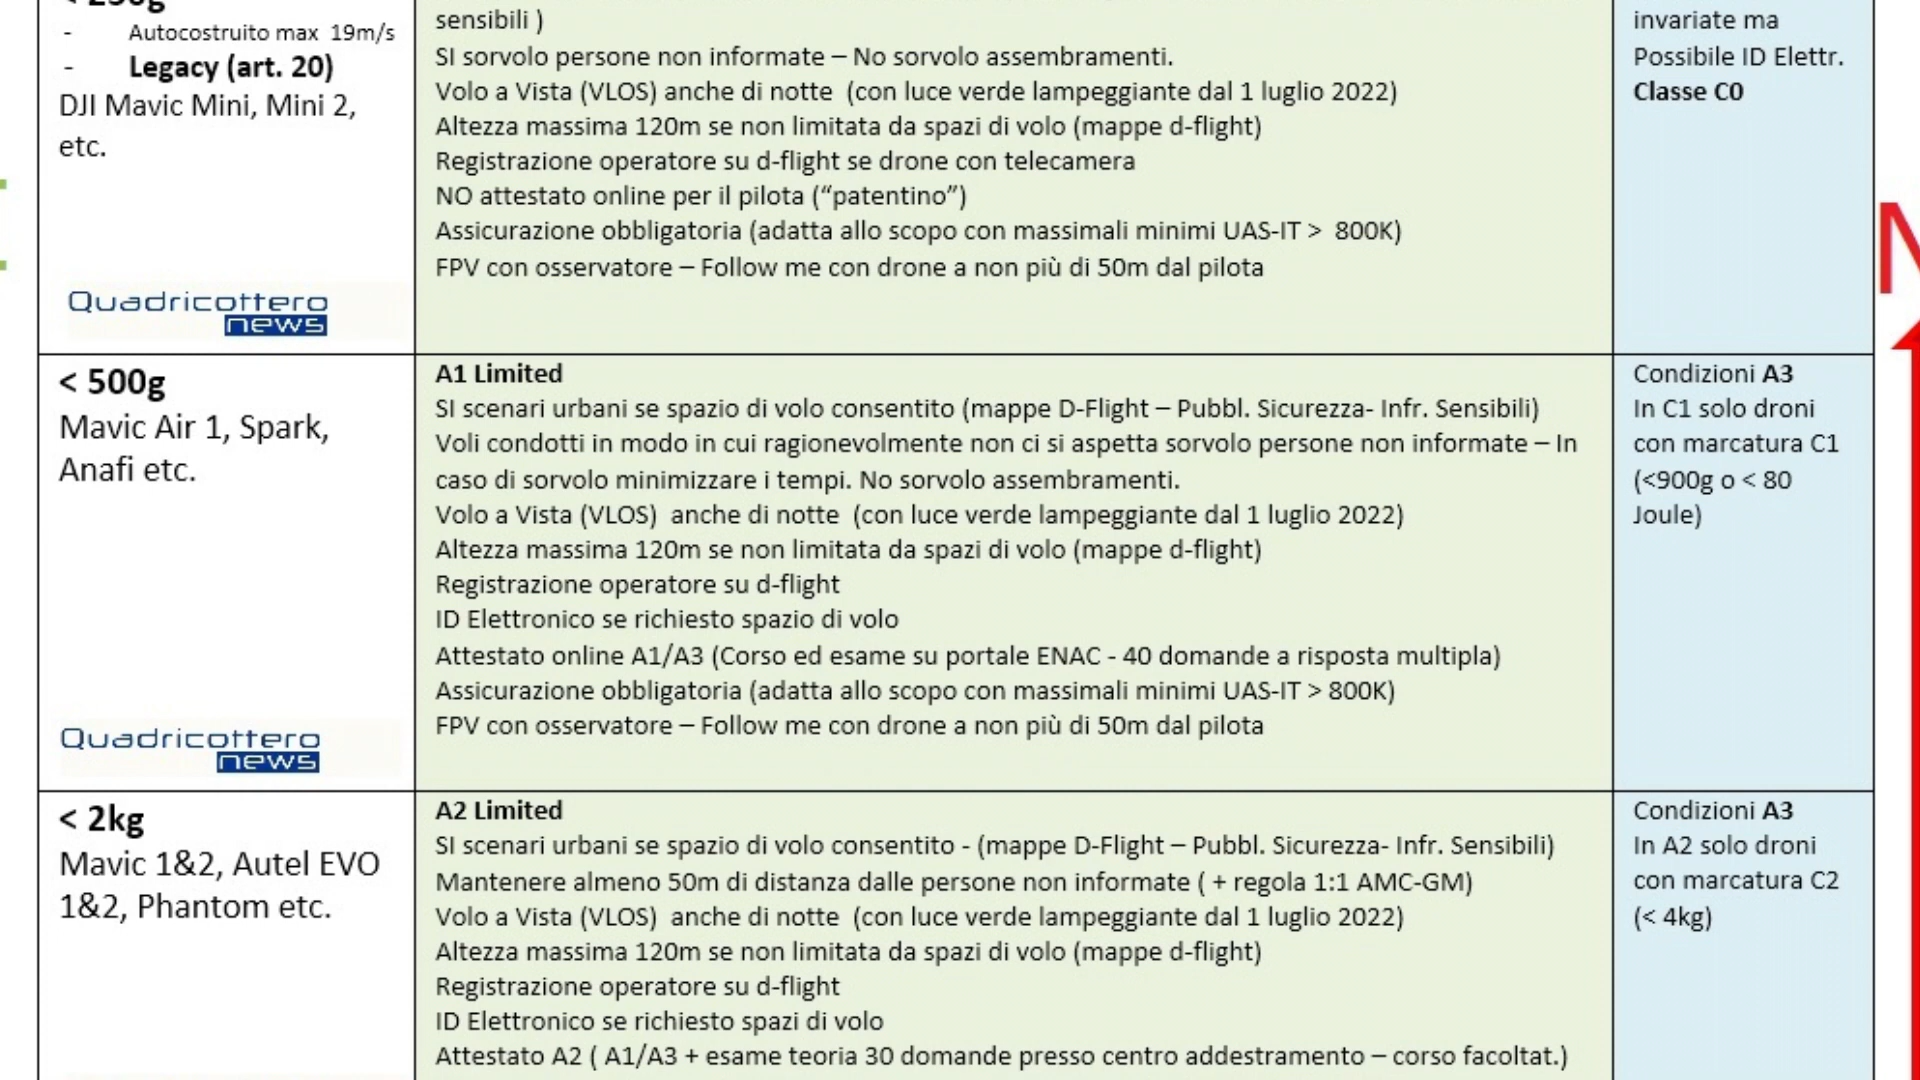 < 250g
- Autocostruito max 19m/s
- Legacy (art. 20)
DJI Mavic Mini, Mini 2,
etc.
Quadricottero
news
sensibili )
SI sorvolo persone non informate – No sorvolo assembramenti.
Volo a Vista (VLOS) anche di notte (con luce verde lampeggiante dal 1 luglio 2022)
Altezza massima 120m se non limitata da spazi di volo (mappe d-flight)
Registrazione operatore su d-flight se drone con telecamera
NO attestato online per il pilota (“patentino”)
Assicurazione obbligatoria (adatta allo scopo con massimali minimi UAS-IT > 800K)
FPV con osservatore – Follow me con drone a non più di 50m dal pilota
invariate ma
Possibile ID Elettr.
Classe C0
< 500g
Mavic Air 1, Spark,
Anafi etc.
Quadricottero
news
A1 Limited
SI scenari urbani se spazio di volo consentito (mappe D-Flight – Pubbl. Sicurezza- Infr. Sensibili)
Voli condotti in modo in cui ragionevolmente non ci si aspetta sorvolo persone non informate – In
caso di sorvolo minimizzare i tempi. No sorvolo assembramenti.
Volo a Vista (VLOS) anche di notte (con luce verde lampeggiante dal 1 luglio 2022)
Altezza massima 120m se non limitata da spazi di volo (mappe d-flight)
Registrazione operatore su d-flight
ID Elettronico se richiesto spazio di volo
Attestato online A1/A3 (Corso ed esame su portale ENAC - 40 domande a risposta multipla)
Assicurazione obbligatoria (adatta allo scopo con massimali minimi UAS-IT > 800K)
FPV con osservatore – Follow me con drone a non più di 50m dal pilota
Condizioni A3
In C1 solo droni
con marcatura C1
(<900g o < 80
Joule)
< 2kg
Mavic 1&2, Autel EVO
1&2, Phantom etc.
A2 Limited
SI scenari urbani se spazio di volo consentito - (mappe D-Flight – Pubbl. Sicurezza- Infr. Sensibili)
Mantenere almeno 50m di distanza dalle persone non informate ( + regola 1:1 AMC-GM)
Volo a Vista (VLOS) anche di notte (con luce verde lampeggiante dal 1 luglio 2022)
Altezza massima 120m se non limitata da spazi di volo (mappe d-flight)
Registrazione operatore su d-flight
ID Elettronico se richiesto spazi di volo
Attestato A2 ( A1/A3 + esame teoria 30 domande presso centro addestramento – corso facoltat.)
Condizioni A3
In A2 solo droni
con marcatura C2
(< 4kg)